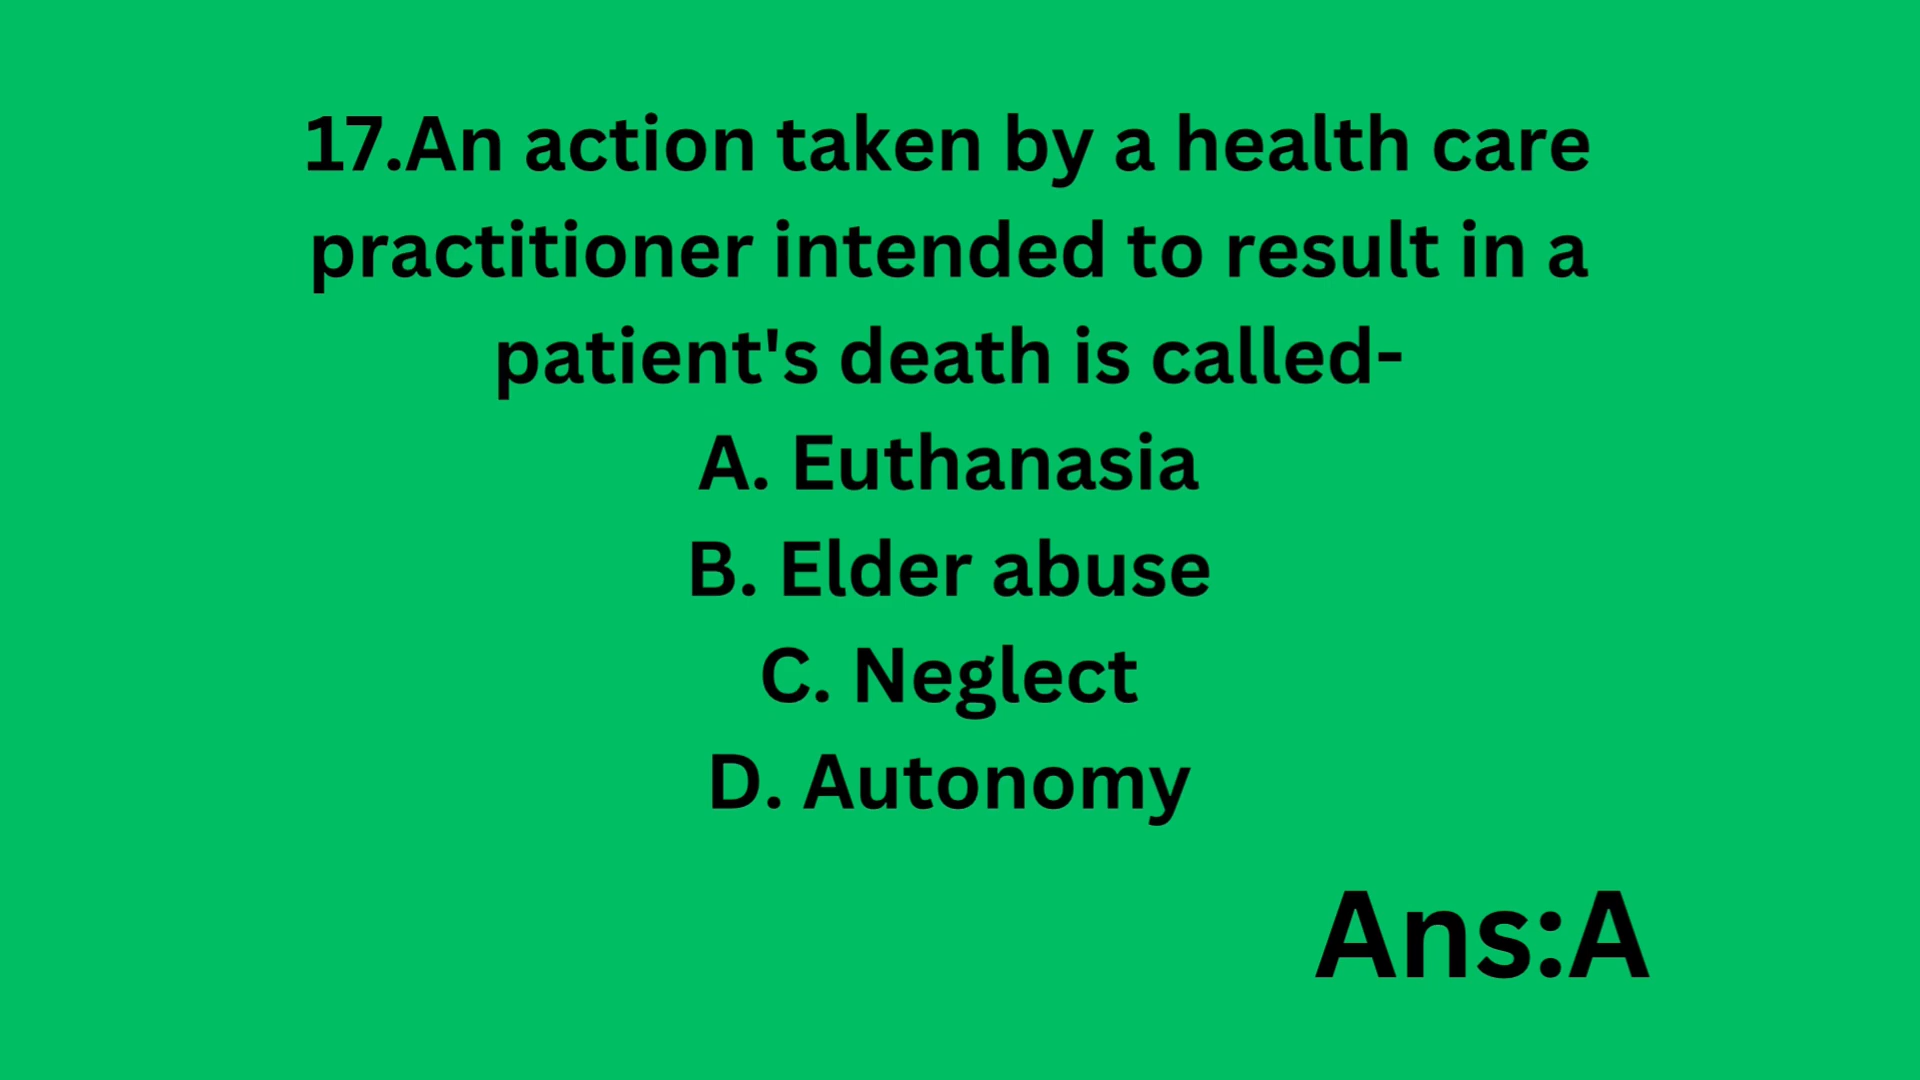 17.An action taken by a health care
practitioner intended to result in a
patient's death is called-
A. Euthanasia
B. Elder abuse
C. Neglect
D. Autonomy
Ans:A